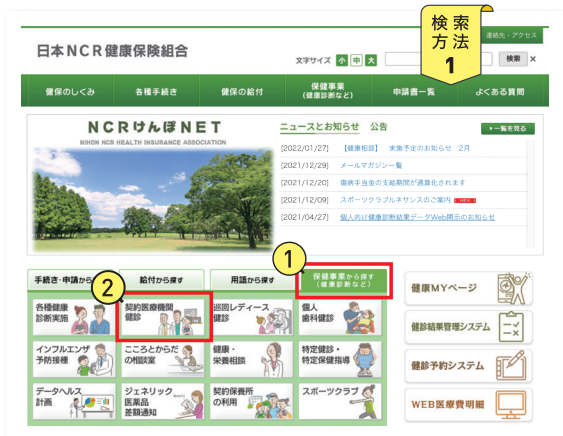 検索
方法
1
連絡先・アクセス
日本NCR健康保険組合
文字サイズ 小 中 大
検索 ×
健保のしくみ 各種手続き 健保の給付 保健事業 申請書一覧 よくある質問
(健康診断など)
NCRけんぽNET
NIHON NCR HEALTH INSURANCE ASSOCIATION
ニュースとお知らせ 公告
▶一覧を見る
[2022/01/27] 【健康相談】 実施予定のお知らせ 2月
[2021/12/29] メールマガジン一覧
[2021/12/20] 傷病手当金の支給期間が通算化されます
[2021/12/09] スポーツクラブルネサンスのご案内 NEW
[2021/04/27] 個人向け健康診断結果データWeb開示のお知らせ
1
手続き・申請から 給付から探す 用語から探す 保健事業から探す
(健康診断など)
2
各種健康
診断実施
契約医療機関
健診
巡回レディース
健診
個人
歯科健診
インフルエンザ
予防接種
こころとからだ
の相談室
健康・
栄養相談
特定健診・
特定保健指導
データヘルス
計画
ジェネリック
医薬品
差額通知
契約保養所
の利用
スポーツクラブ
健康MYページ
健診結果管理システム
健診予約システム
WEB医療費明細